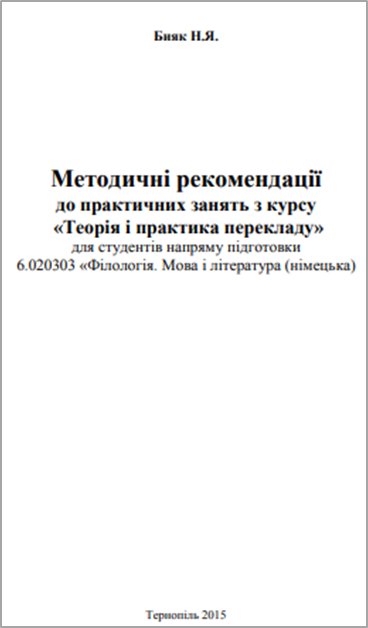 Бияк Н.Я.
Методичні рекомендації
до практичних занять з курсу
«Теорія і практика перекладу»
для студентів напряму підготовки
6.020303 «Філологія. Мова і література (німецька)
Тернопіль 2015